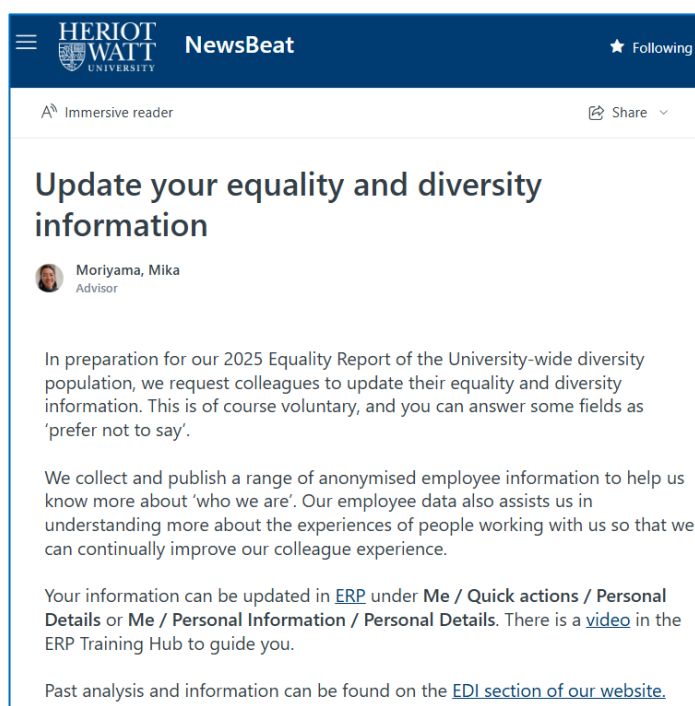 HERIOT
WATT
UNIVERSITY
NewsBeat
Following
Immersive reader
Share
Update your equality and diversity
information
Moriyama, Mika
Advisor
In preparation for our 2025 Equality Report of the University-wide diversity
population, we request colleagues to update their equality and diversity
information. This is of course voluntary, and you can answer some fields as
‘prefer not to say’.
We collect and publish a range of anonymised employee information to help us
know more about ‘who we are’. Our employee data also assists us in
understanding more about the experiences of people working with us so that we
can continually improve our colleague experience.
Your information can be updated in ERP under Me / Quick actions / Personal
Details or Me / Personal Information / Personal Details. There is a video in the
ERP Training Hub to guide you.
Past analysis and information can be found on the EDI section of our website.